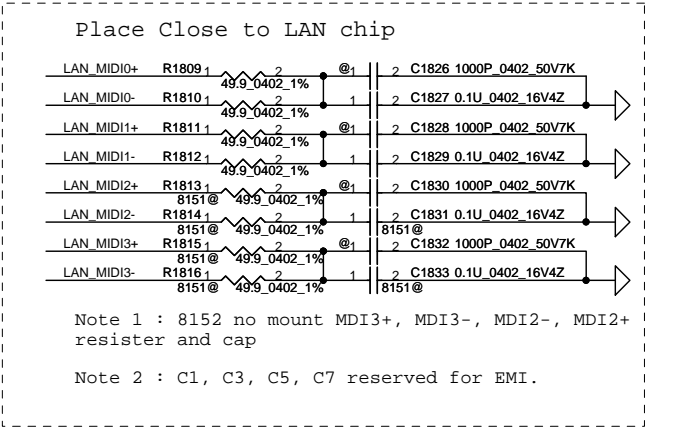 Place Close to LAN chip
LAN_MIDI0+ R1809 1 2 @ 1 2 C1826 1000P_0402_50V7K
49.9_0402_1%
LAN_MIDI0- R1810 1 2 1 2 C1827 0.1U_0402_16V4Z
49.9_0402_1%
LAN_MIDI1+ R1811 1 2 @ 1 2 C1828 1000P_0402_50V7K
49.9_0402_1%
LAN_MIDI1- R1812 1 2 1 2 C1829 0.1U_0402_16V4Z
49.9_0402_1%
LAN_MIDI2+ R1813 1 2 @ 1 2 C1830 1000P_0402_50V7K
8151@ 49.9_0402_1%
LAN_MIDI2- R1814 1 2 1 2 C1831 0.1U_0402_16V4Z
8151@ 49.9_0402_1% 8151@
LAN_MIDI3+ R1815 1 2 @ 1 2 C1832 1000P_0402_50V7K
8151@ 49.9_0402_1%
LAN_MIDI3- R1816 1 2 1 2 C1833 0.1U_0402_16V4Z
8151@ 49.9_0402_1% 8151@
Note 1 : 8152 no mount MDI3+, MDI3-, MDI2-, MDI2+
resister and cap
Note 2 : C1, C3, C5, C7 reserved for EMI.